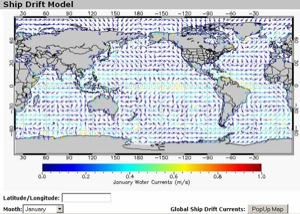 Ship Drift Model
30 60 90 120 150 180 -150 -120 -90 -60 -30
0.0 0.2 0.4 0.6 0.8 1.0
January Water Currents (m/s)
Latitude/Longitude:
Month: January Global Ship Drift Currents: PopUp Map